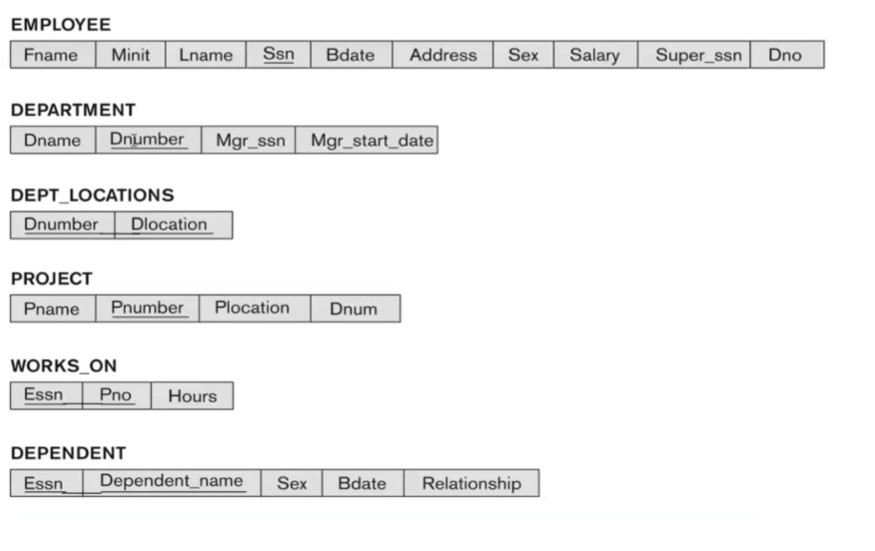 EMPLOYEE
Fname Minit Lname Ssn Bdate Address Sex Salary Super_ssn Dno
DEPARTMENT
Dname Dnumber Mgr_ssn Mgr_start_date
DEPT_LOCATIONS
Dnumber Dlocation
PROJECT
Pname Pnumber Plocation Dnum
WORKS_ON
Essn Pno Hours
DEPENDENT
Essn Dependent_name Sex Bdate Relationship